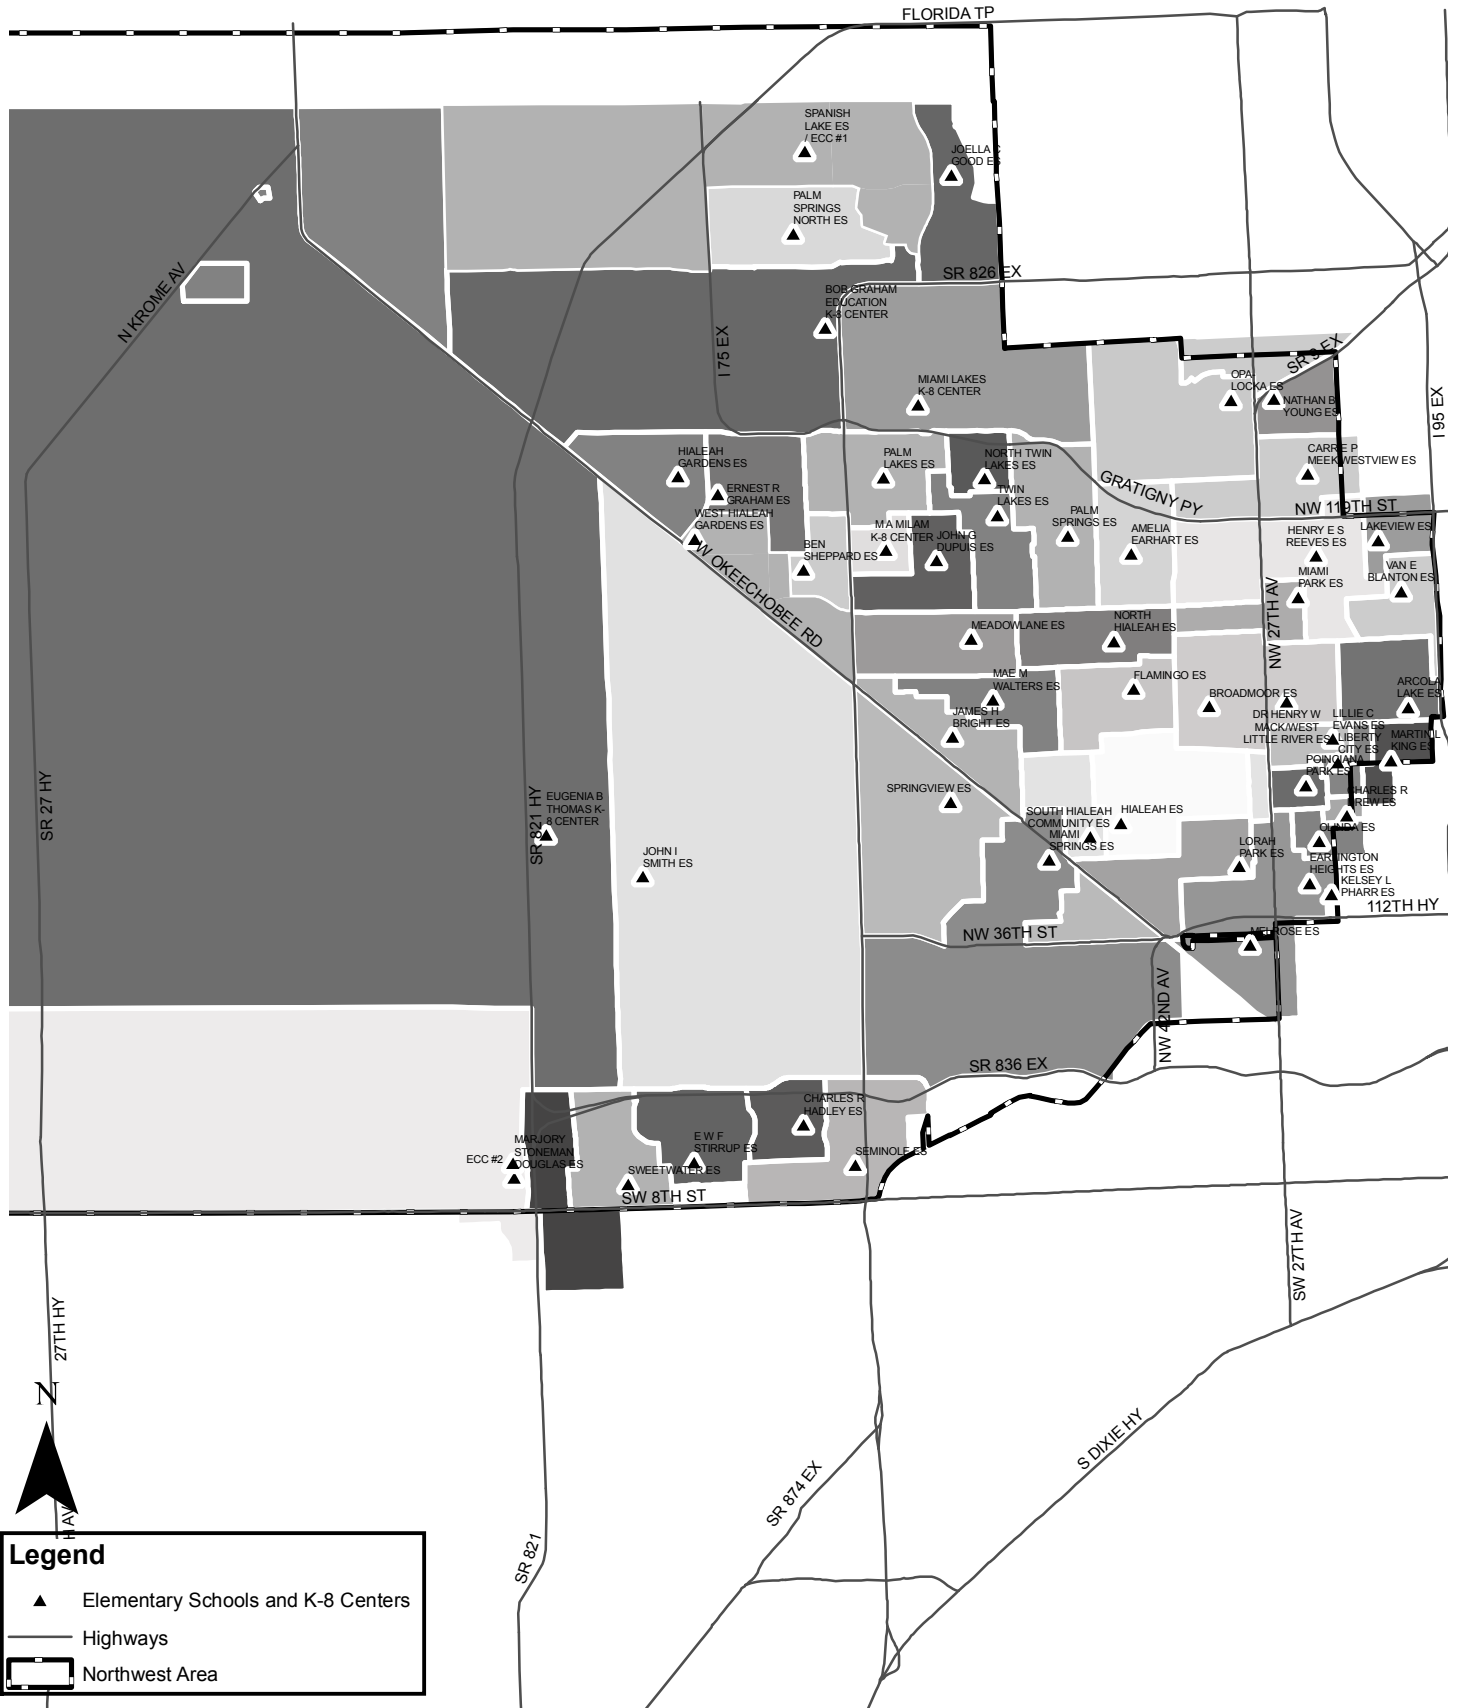 FLORIDA TP
SPANISH
LAKE ES
/ ECC #1
JOELLA C
GOOD ES
PALM
SPRINGS
NORTH ES
N KROME AV
SR 826 EX
BOB GRAHAM
EDUCATION
K-8 CENTER
I 75 EX
SR 9 EX
I 95 EX
OPA-
LOCKA ES
MIAMI LAKES
K-8 CENTER
NATHAN B
YOUNG ES
HIALEAH
GARDENS ES
PALM
LAKES ES
NORTH TWIN
LAKES ES
CARRIE P
MEEK/WESTVIEW ES
GRATIGNY PY
ERNEST R
GRAHAM ES
TWIN
LAKES ES
WEST HIALEAH
GARDENS ES
PALM
SPRINGS ES
NW 119TH ST
M A MILAM
K-8 CENTER
JOHN G
DUPUIS ES
AMELIA
EARHART ES
HENRY E S
REEVES ES
LAKEVIEW ES
BEN
SHEPPARD ES
MIAMI
PARK ES
VAN E
BLANTON ES
W OKEECHOBEE RD
NW 27TH AV
MEADOWLANE ES
NORTH
HIALEAH ES
MAE M
WALTERS ES
FLAMINGO ES
BROADMOOR ES
ARCOLA
LAKE ES
JAMES H
BRIGHT ES
DR HENRY W
MACK/WEST
LITTLE RIVER ES
LILLIE C
EVANS ES
LIBERTY
CITY ES
MARTIN L
KING ES
POINCIANA
PARK ES
SR 27 HY
SR 821 HY
EUGENIA B
THOMAS K-
8 CENTER
SPRINGVIEW ES
SOUTH HIALEAH
COMMUNITY ES
HIALEAH ES
CHARLES R
DREW ES
OLINDA ES
MIAMI
SPRINGS ES
LORAH
PARK ES
JOHN I
SMITH ES
EARLINGTON
HEIGHTS ES
KELSEY L
PHARR ES
112TH HY
NW 36TH ST
MELROSE ES
NW 42ND AV
SR 836 EX
CHARLES R
HADLEY ES
E W F
STIRRUP ES
MARJORY
STONEMAN
DOUGLAS ES
ECC #2
SWEETWATER ES
SEMINOLE ES
SW 8TH ST
SW 27TH AV
27TH HY
N
S DIXIE HY
SR 874 EX
SR 821
H AV
Legend
Elementary Schools and K-8 Centers
Highways
Northwest Area